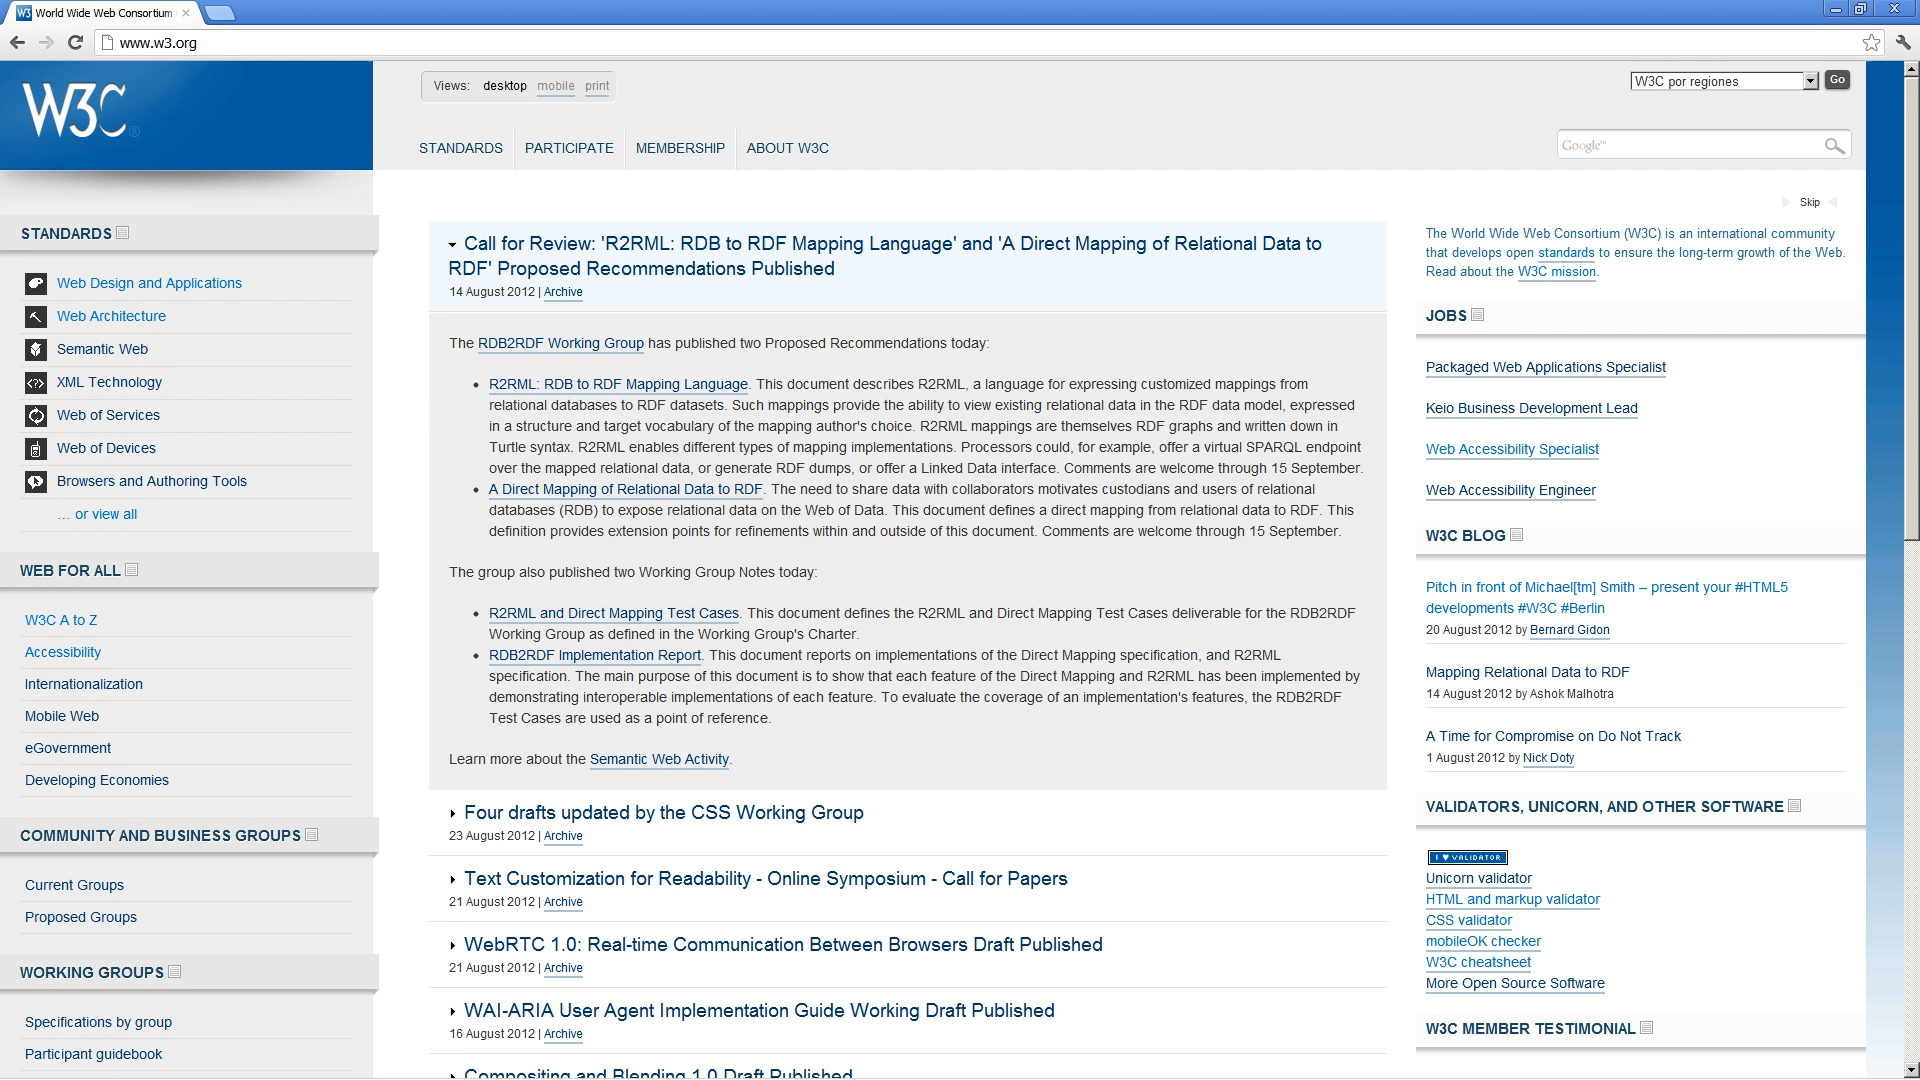 World Wide Web Consortium
www.w3.org
W3C®
Views: desktop mobile print
W3C por regiones
Go
STANDARDS PARTICIPATE MEMBERSHIP ABOUT W3C
Google™
Skip
STANDARDS
Web Design and Applications
Web Architecture
Semantic Web
XML Technology
Web of Services
Web of Devices
Browsers and Authoring Tools
… or view all
WEB FOR ALL
W3C A to Z
Accessibility
Internationalization
Mobile Web
eGovernment
Developing Economies
COMMUNITY AND BUSINESS GROUPS
Current Groups
Proposed Groups
WORKING GROUPS
Specifications by group
Participant guidebook
Call for Review: 'R2RML: RDB to RDF Mapping Language' and 'A Direct Mapping of Relational Data to
RDF' Proposed Recommendations Published
14 August 2012 | Archive
The RDB2RDF Working Group has published two Proposed Recommendations today:
• R2RML: RDB to RDF Mapping Language. This document describes R2RML, a language for expressing customized mappings from
relational databases to RDF datasets. Such mappings provide the ability to view existing relational data in the RDF data model, expressed
in a structure and target vocabulary of the mapping author's choice. R2RML mappings are themselves RDF graphs and written down in
Turtle syntax. R2RML enables different types of mapping implementations. Processors could, for example, offer a virtual SPARQL endpoint
over the mapped relational data, or generate RDF dumps, or offer a Linked Data interface. Comments are welcome through 15 September.
• A Direct Mapping of Relational Data to RDF. The need to share data with collaborators motivates custodians and users of relational
databases (RDB) to expose relational data on the Web of Data. This document defines a direct mapping from relational data to RDF. This
definition provides extension points for refinements within and outside of this document. Comments are welcome through 15 September.
The group also published two Working Group Notes today:
• R2RML and Direct Mapping Test Cases. This document defines the R2RML and Direct Mapping Test Cases deliverable for the RDB2RDF
Working Group as defined in the Working Group's Charter.
• RDB2RDF Implementation Report. This document reports on implementations of the Direct Mapping specification, and R2RML
specification. The main purpose of this document is to show that each feature of the Direct Mapping and R2RML has been implemented by
demonstrating interoperable implementations of each feature. To evaluate the coverage of an implementation's features, the RDB2RDF
Test Cases are used as a point of reference.
Learn more about the Semantic Web Activity.
Four drafts updated by the CSS Working Group
23 August 2012 | Archive
Text Customization for Readability - Online Symposium - Call for Papers
21 August 2012 | Archive
WebRTC 1.0: Real-time Communication Between Browsers Draft Published
21 August 2012 | Archive
WAI-ARIA User Agent Implementation Guide Working Draft Published
16 August 2012 | Archive
Compositing and Blending 1.0 Draft Published
The World Wide Web Consortium (W3C) is an international community
that develops open standards to ensure the long-term growth of the Web.
Read about the W3C mission.
JOBS
Packaged Web Applications Specialist
Keio Business Development Lead
Web Accessibility Specialist
Web Accessibility Engineer
W3C BLOG
Pitch in front of Michael[tm] Smith – present your #HTML5
developments #W3C #Berlin
20 August 2012 by Bernard Gidon
Mapping Relational Data to RDF
14 August 2012 by Ashok Malhotra
A Time for Compromise on Do Not Track
1 August 2012 by Nick Doty
VALIDATORS, UNICORN, AND OTHER SOFTWARE
I ♥ VALIDATOR
Unicorn validator
HTML and markup validator
CSS validator
mobileOK checker
W3C cheatsheet
More Open Source Software
W3C MEMBER TESTIMONIAL